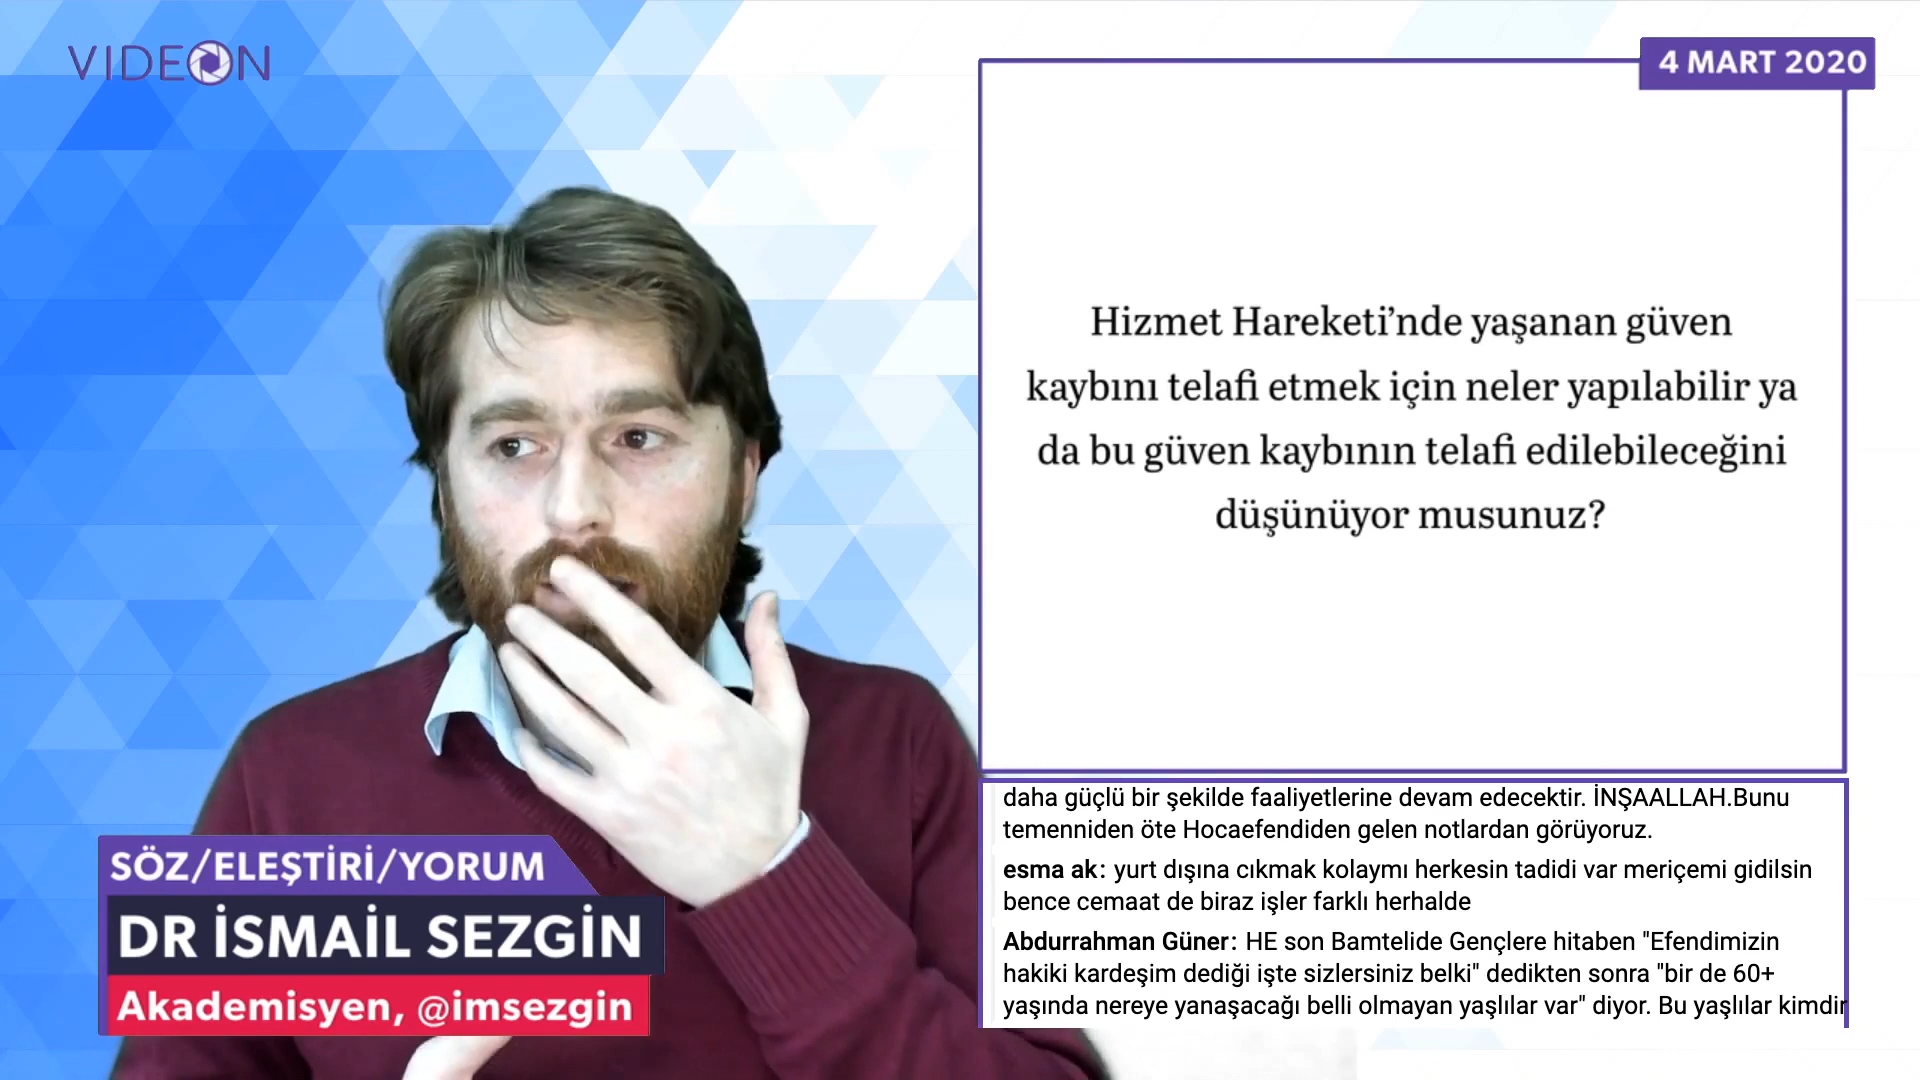 VIDEON
4 MART 2020
Hizmet Hareketi’nde yaşanan güven
kaybını telafi etmek için neler yapılabilir ya
da bu güven kaybının telafi edilebileceğini
düşünüyor musunuz?
daha güçlü bir şekilde faaliyetlerine devam edecektir. İNŞAALLAH.Bunu
temenniden öte Hocaefendiden gelen notlardan görüyoruz.
esma ak: yurt dışına cıkmak kolaymı herkesin tadidi var meriçemi gidilsin
bence cemaat de biraz işler farklı herhalde
Abdurrahman Güner: HE son Bamtelide Gençlere hitaben "Efendimizin
hakiki kardeşim dediği işte sizlersiniz belki" dedikten sonra "bir de 60+
yaşında nereye yanaşacağı belli olmayan yaşlılar var" diyor. Bu yaşlılar kimdir
SÖZ/ELEŞTİRİ/YORUM
DR İSMAİL SEZGİN
Akademisyen, @imsezgin